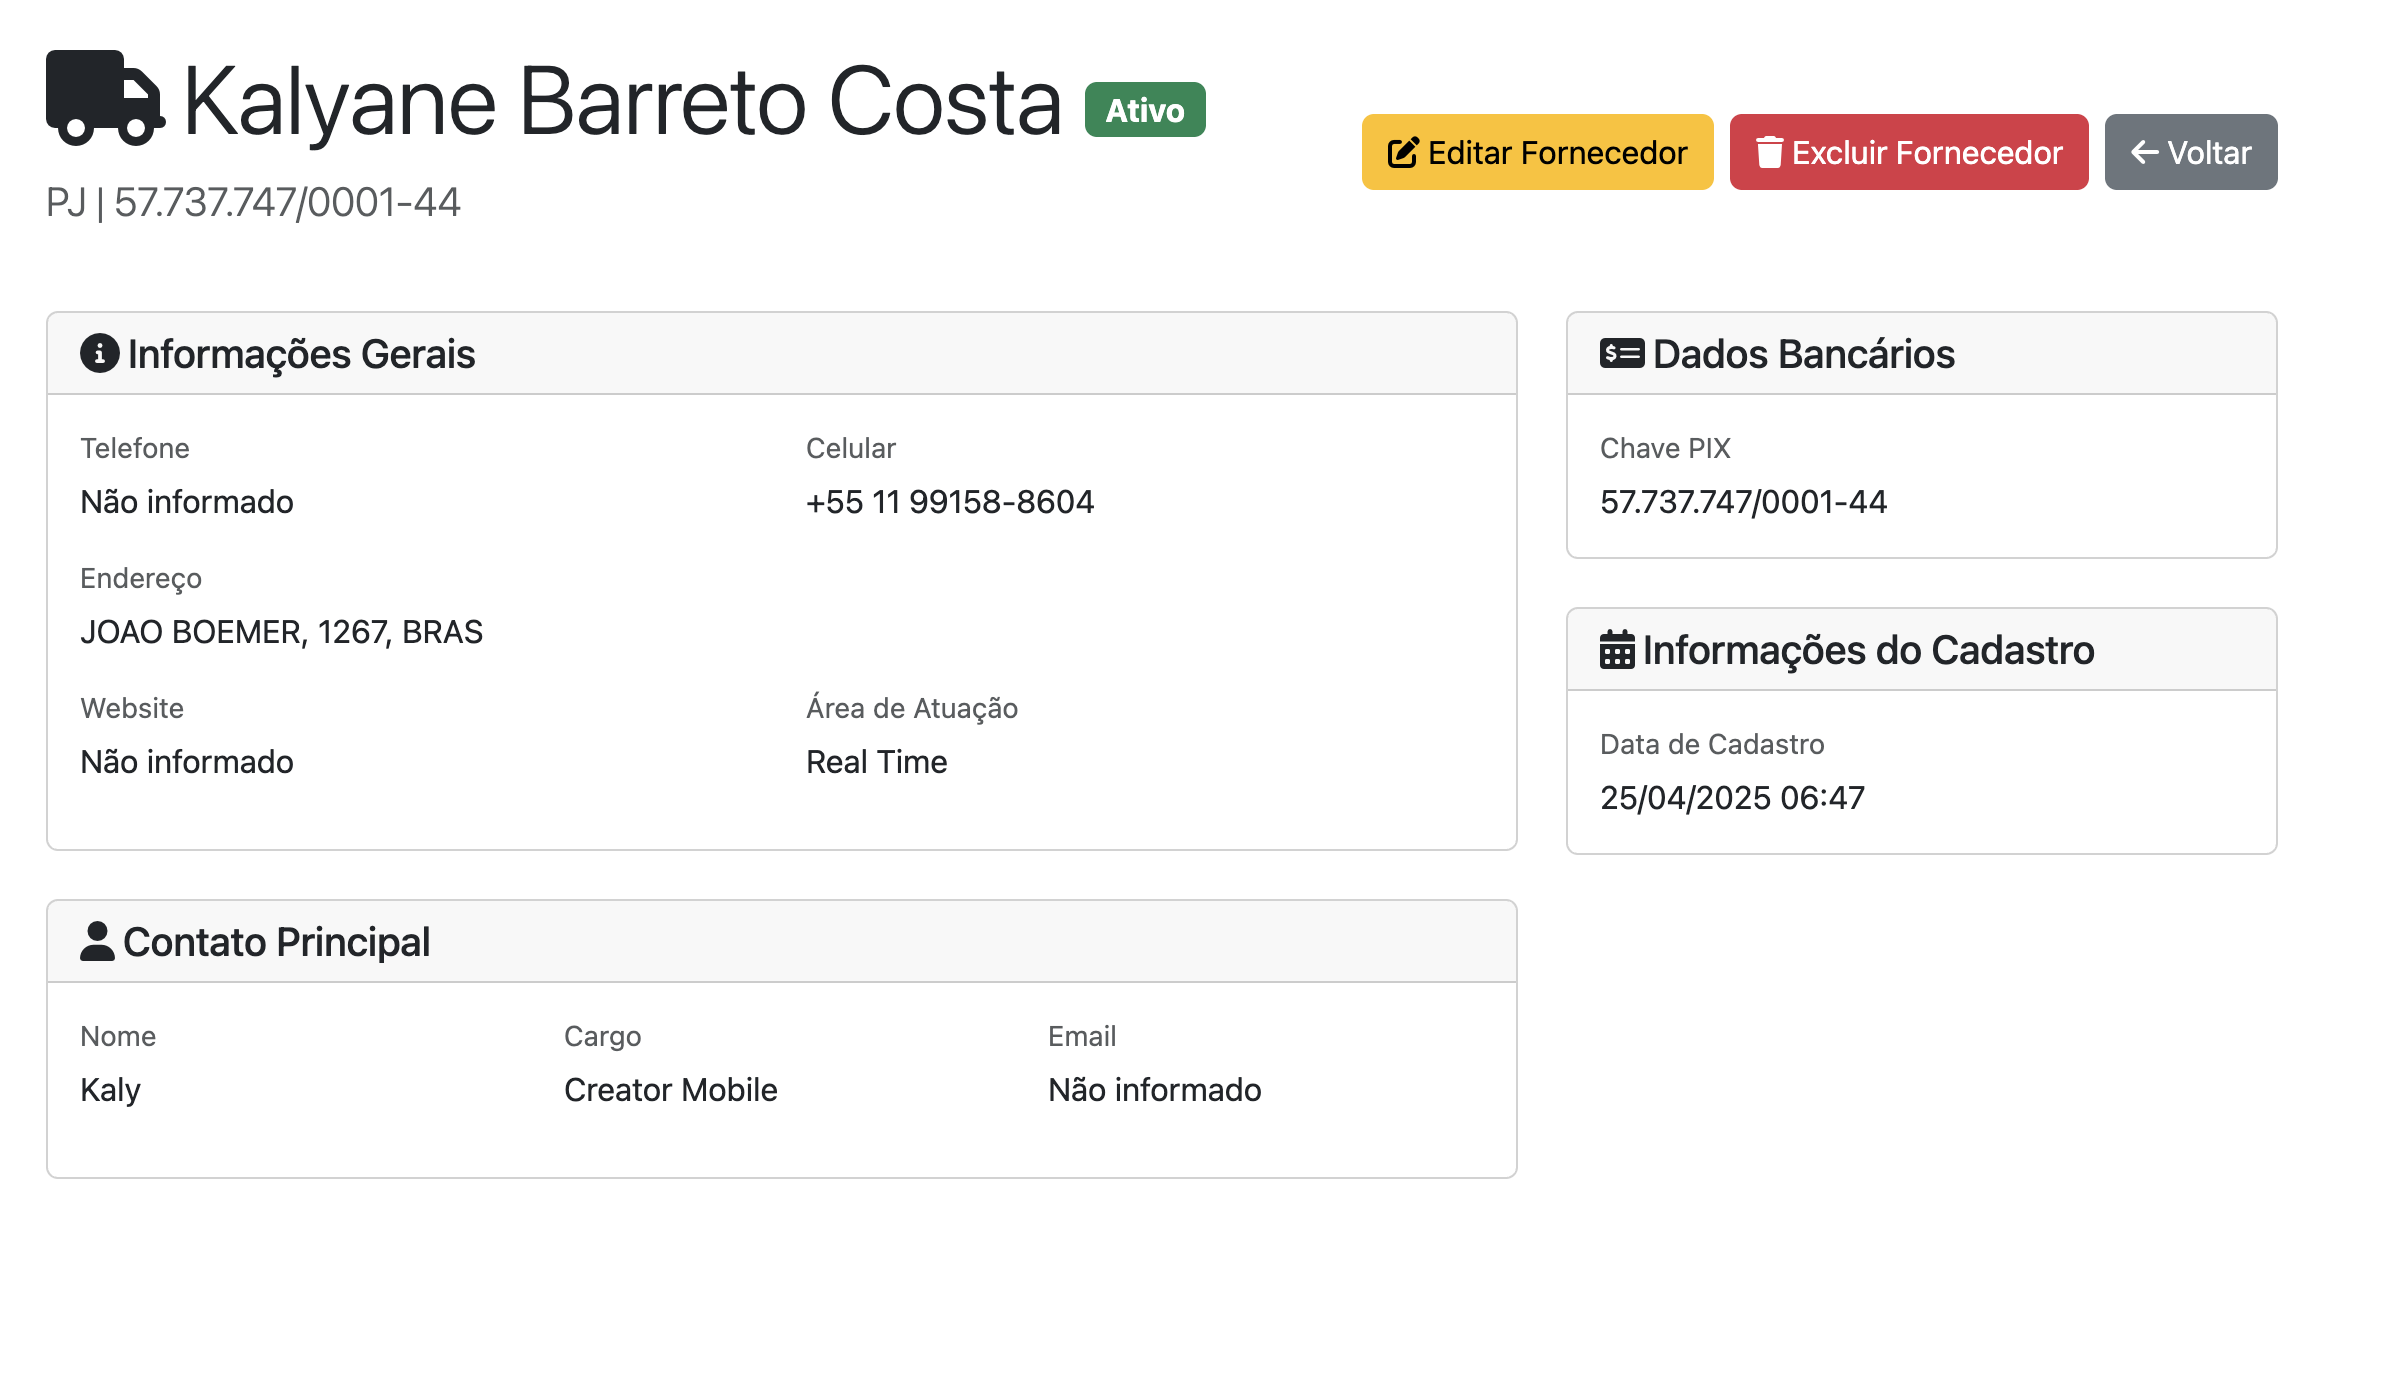 Kalyane Barreto Costa Ativo
PJ | 57.737.747/0001-44
Editar Fornecedor
Excluir Fornecedor
Voltar
Informações Gerais
Telefone
Não informado
Celular
+55 11 99158-8604
Endereço
JOAO BOEMER, 1267, BRAS
Website
Não informado
Área de Atuação
Real Time
Contato Principal
Nome
Kaly
Cargo
Creator Mobile
Email
Não informado
Dados Bancários
Chave PIX
57.737.747/0001-44
Informações do Cadastro
Data de Cadastro
25/04/2025 06:47